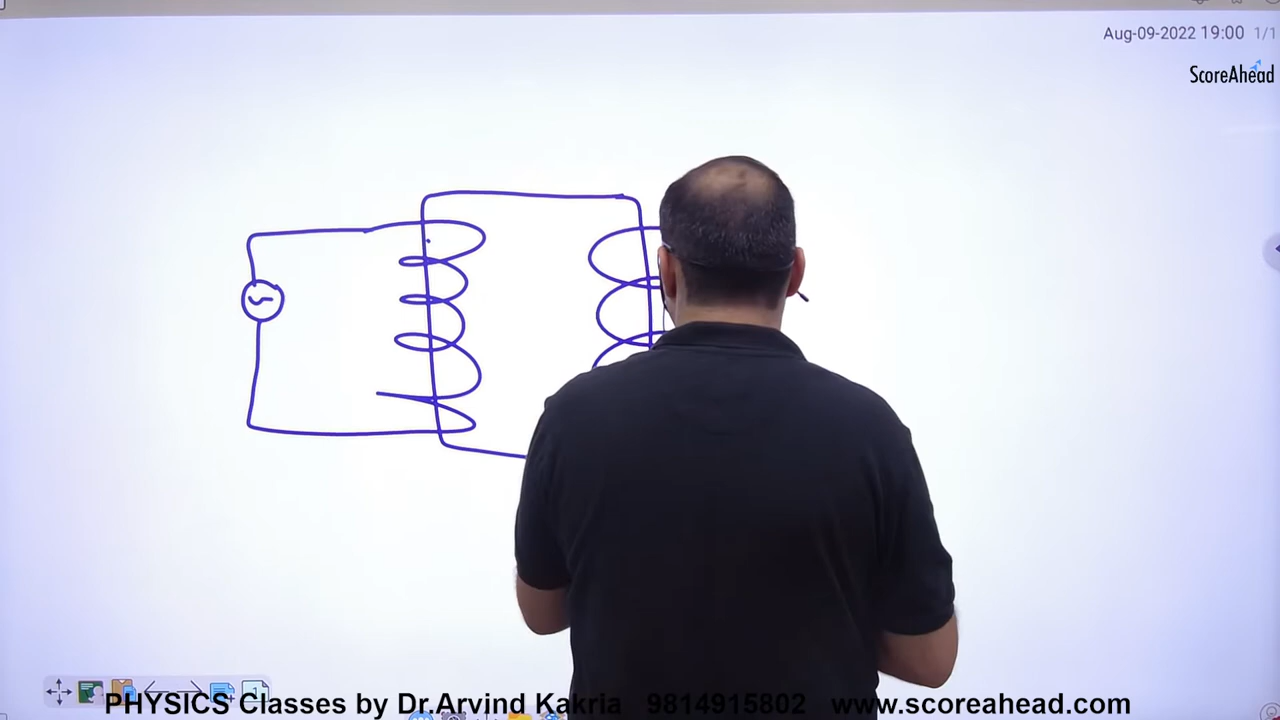 Aug-09-2022 19:00 1/1
ScoreAhead
PHYSICS Classes by Dr.Arvind Kakria 9814915802 www.scoreahead.com